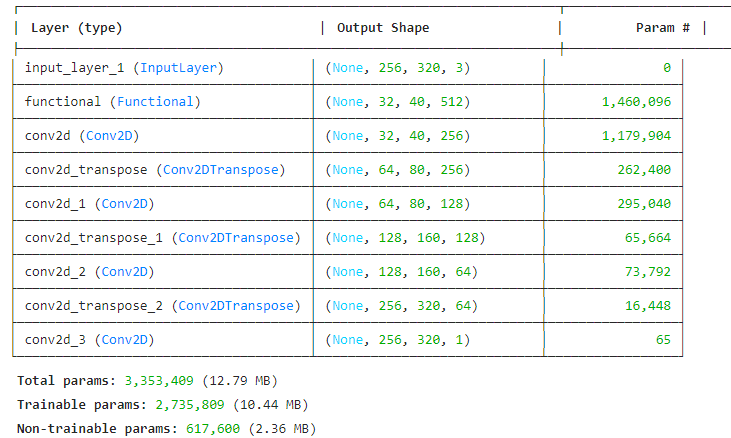 Layer (type) Output Shape Param #
input_layer_1 (InputLayer) (None, 256, 320, 3) 0
functional (Functional) (None, 32, 40, 512) 1,460,096
conv2d (Conv2D) (None, 32, 40, 256) 1,179,904
conv2d_transpose (Conv2DTranspose) (None, 64, 80, 256) 262,400
conv2d_1 (Conv2D) (None, 64, 80, 128) 295,040
conv2d_transpose_1 (Conv2DTranspose) (None, 128, 160, 128) 65,664
conv2d_2 (Conv2D) (None, 128, 160, 64) 73,792
conv2d_transpose_2 (Conv2DTranspose) (None, 256, 320, 64) 16,448
conv2d_3 (Conv2D) (None, 256, 320, 1) 65
Total params: 3,353,409 (12.79 MB)
Trainable params: 2,735,809 (10.44 MB)
Non-trainable params: 617,600 (2.36 MB)